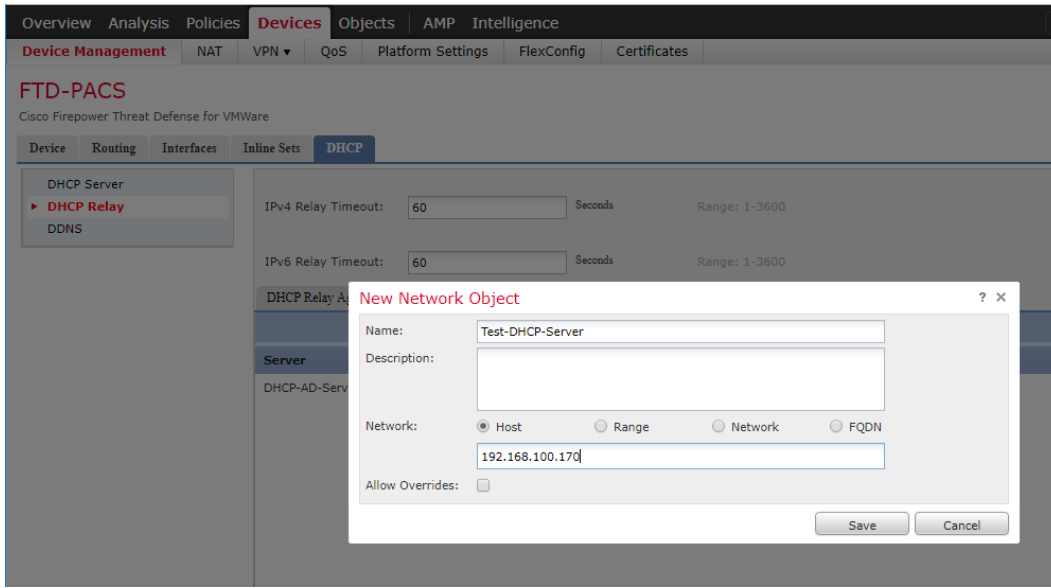 Overview Analysis Policies Devices Objects AMP Intelligence
Device Management NAT VPN ▾ QoS Platform Settings FlexConfig Certificates
FTD-PACS
Cisco Firepower Threat Defense for VMWare
Device Routing Interfaces Inline Sets DHCP
DHCP Server
DHCP Relay
DDNS
IPv4 Relay Timeout: 60 Seconds Range: 1-3600
IPv6 Relay Timeout: 60 Seconds Range: 1-3600
DHCP Relay
Server
DHCP-AD-Serv
New Network Object ? ×
Name: Test-DHCP-Server
Description:
Network: Host Range Network FQDN
192.168.100.170
Allow Overrides:
Save Cancel